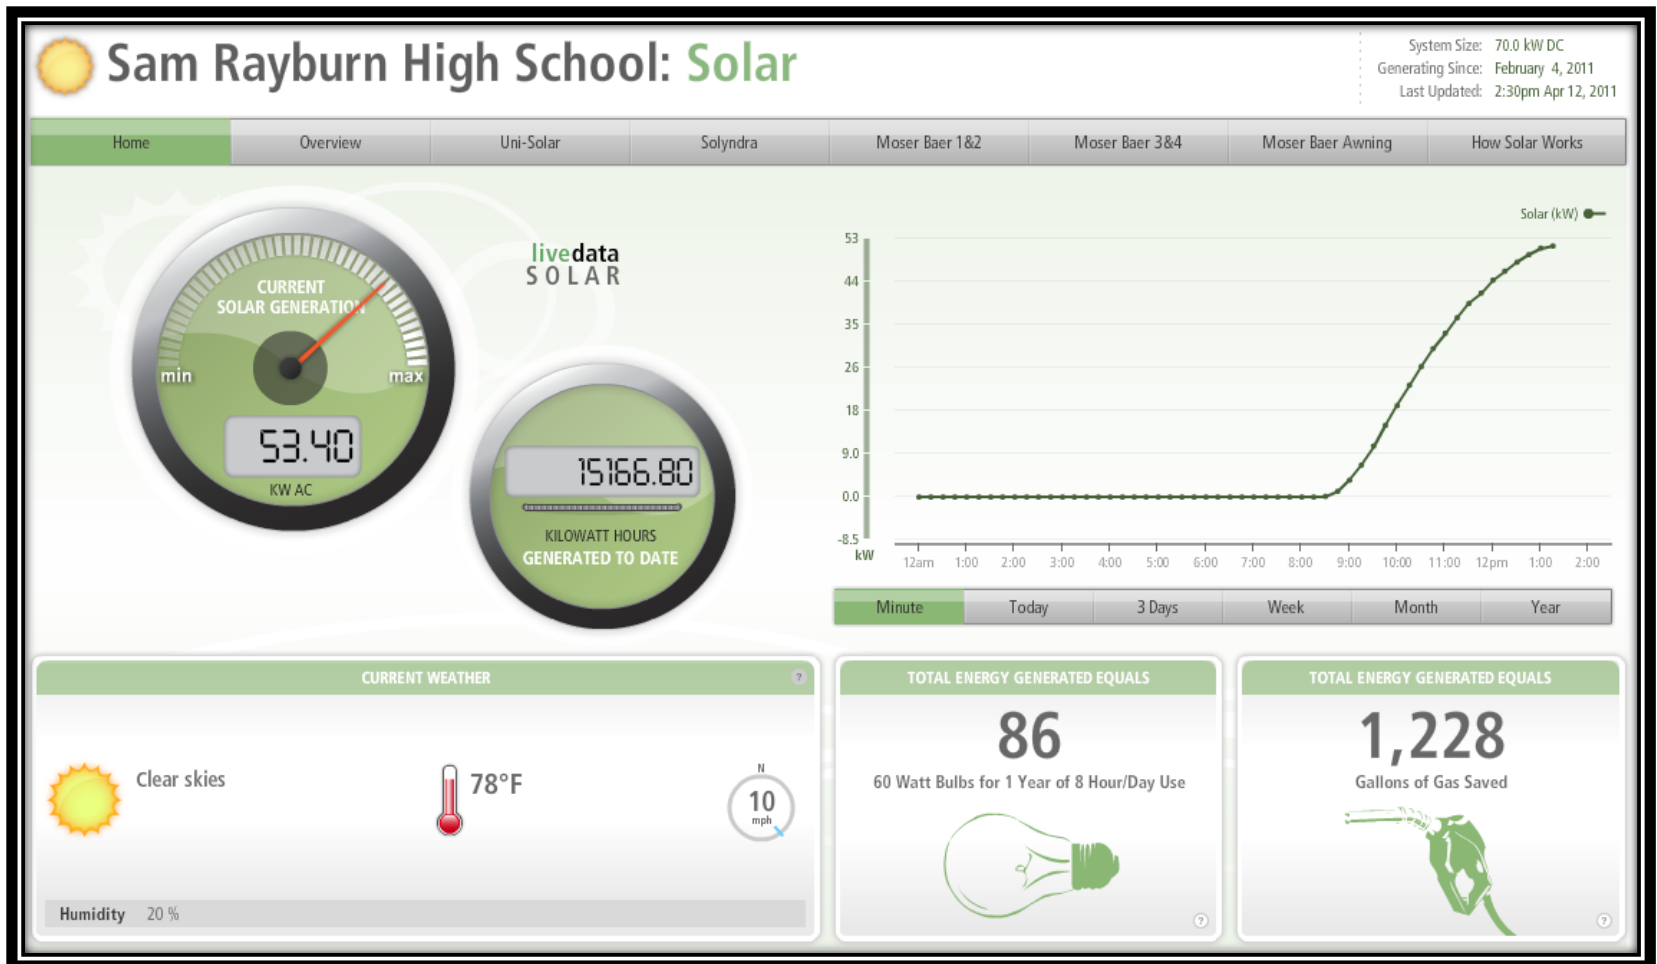 Sam Rayburn High School: Solar
System Size: 70.0 kW DC
Generating Since: February 4, 2011
Last Updated: 2:30pm Apr 12, 2011
Home Overview Uni-Solar Solyndra Moser Baer 1&2 Moser Baer 3&4 Moser Baer Awning How Solar Works
CURRENT
SOLAR GENERATION
min max
53.40
KW AC
livedata
SOLAR
15166.80
KILOWATT HOURS
GENERATED TO DATE
Solar (kW)
53
44
35
26
18
9.0
0.0
-8.5
kW
12am 1:00 2:00 3:00 4:00 5:00 6:00 7:00 8:00 9:00 10:00 11:00 12pm 1:00 2:00
Minute Today 3 Days Week Month Year
CURRENT WEATHER ?
Clear skies
78°F
N
10
mph
Humidity 20 %
TOTAL ENERGY GENERATED EQUALS
86
60 Watt Bulbs for 1 Year of 8 Hour/Day Use
?
TOTAL ENERGY GENERATED EQUALS
1,228
Gallons of Gas Saved
?